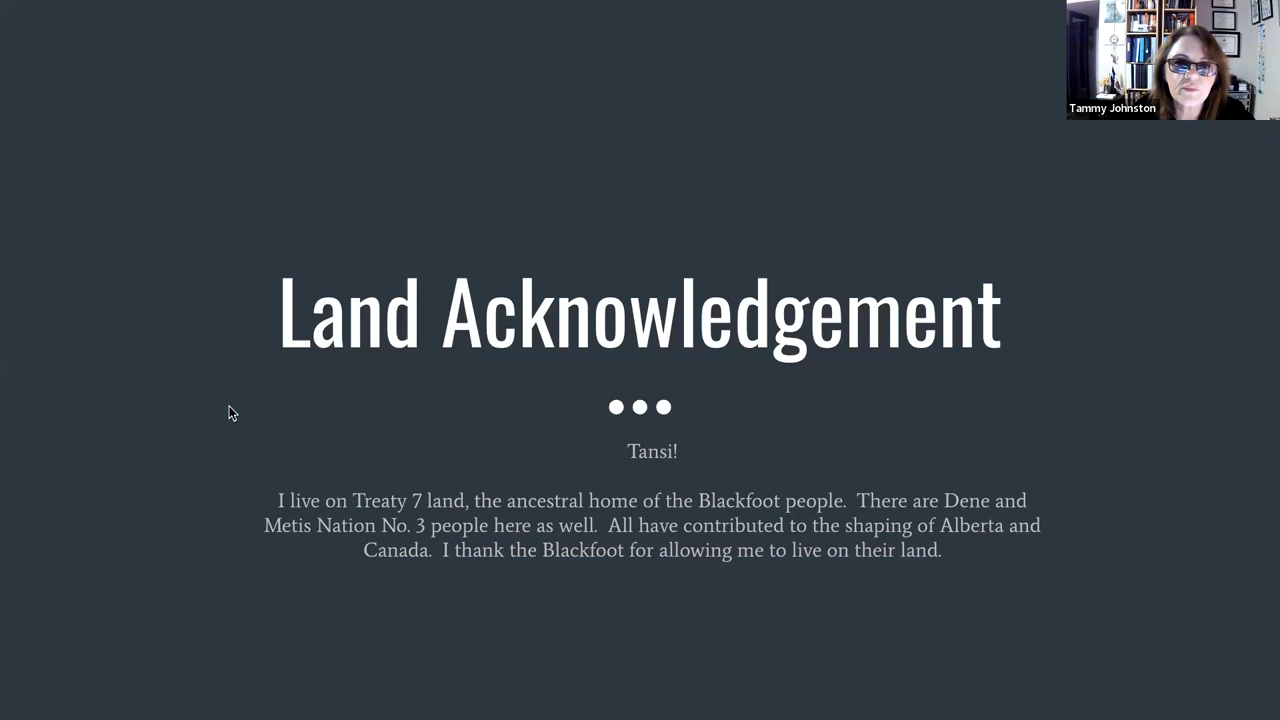 Tammy Johnston
Land Acknowledgement
Tansi!
I live on Treaty 7 land, the ancestral home of the Blackfoot people.  There are Dene and
Metis Nation No. 3 people here as well.  All have contributed to the shaping of Alberta and
Canada.  I thank the Blackfoot for allowing me to live on their land.